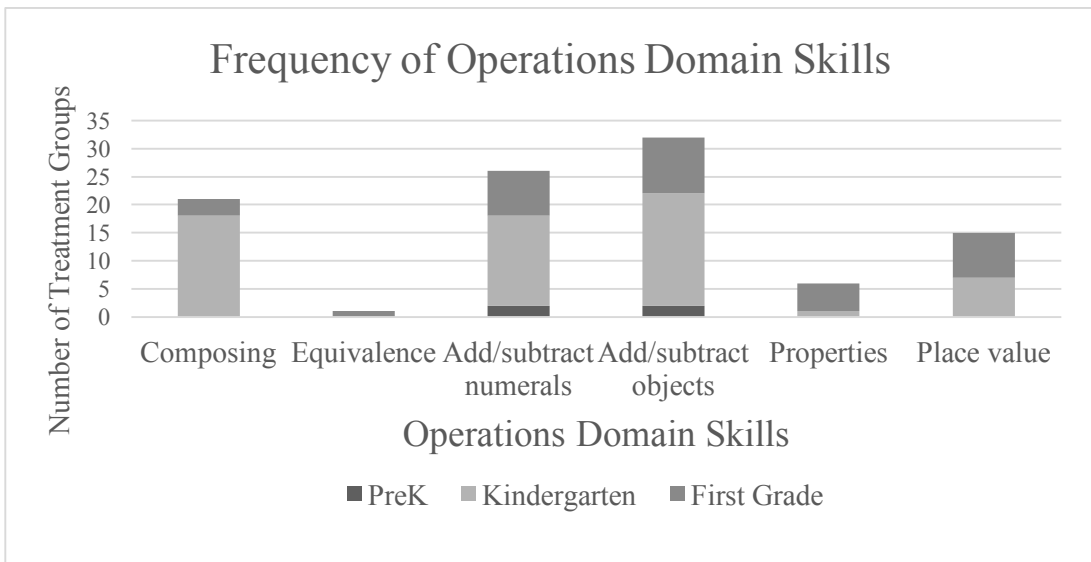 Frequency of Operations Domain Skills
Number of Treatment Groups
35
30
25
20
15
10
5
0
Composing Equivalence Add/subtract Add/subtract Properties Place value
numerals objects
Operations Domain Skills
PreK Kindergarten First Grade